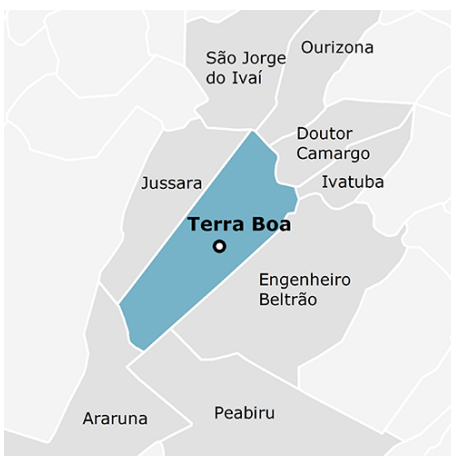 Ourizona
São Jorge
do Ivaí
Doutor
Camargo
Jussara
Ivatuba
Terra Boa
Engenheiro
Beltrão
Araruna
Peabiru